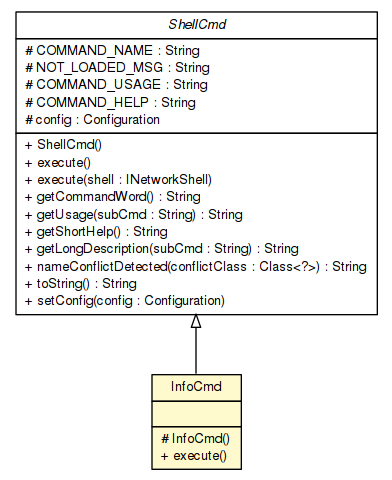 ShellCmd
# COMMAND_NAME : String
# NOT_LOADED_MSG : String
# COMMAND_USAGE : String
# COMMAND_HELP : String
# config : Configuration
+ ShellCmd()
+ execute()
+ execute(shell : INetworkShell)
+ getCommandWord() : String
+ getUsage(subCmd : String) : String
+ getShortHelp() : String
+ getLongDescription(subCmd : String) : String
+ nameConflictDetected(conflictClass : Class<?>) : String
+ toString() : String
+ setConfig(config : Configuration)
InfoCmd
# InfoCmd()
+ execute()